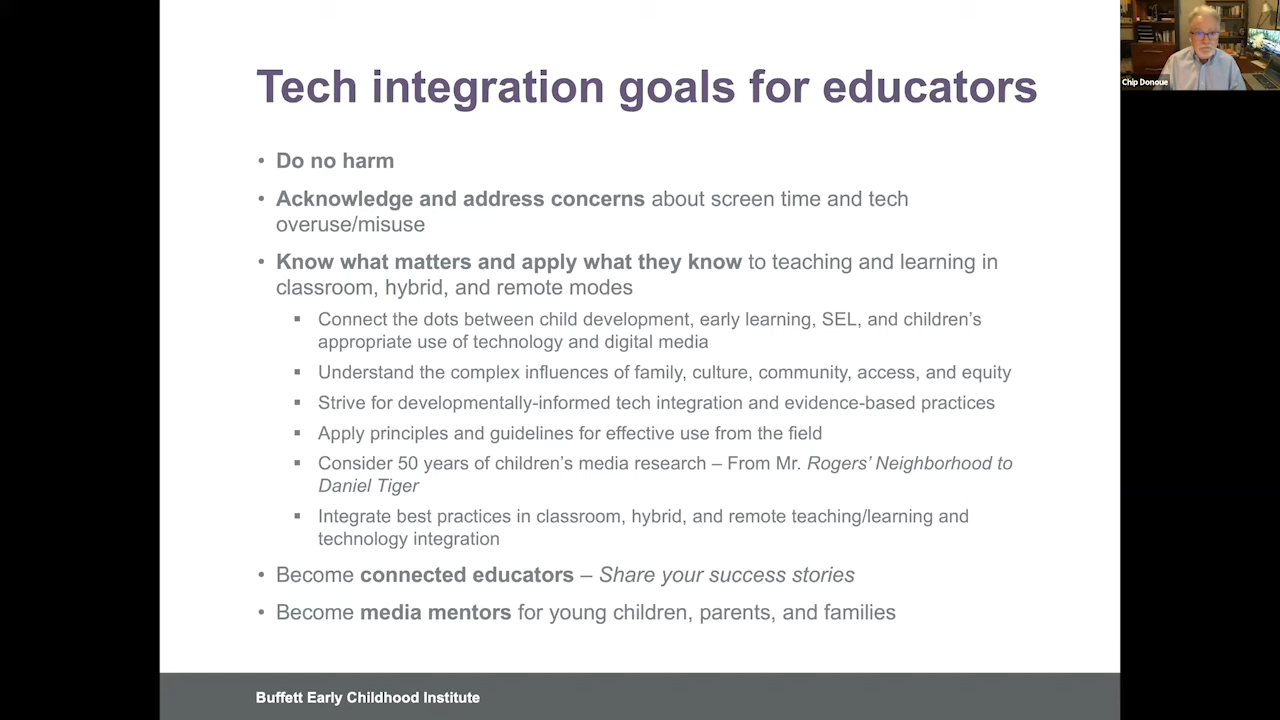 Tech integration goals for educators
• Do no harm
• Acknowledge and address concerns about screen time and tech
overuse/misuse
• Know what matters and apply what they know to teaching and learning in
classroom, hybrid, and remote modes
▪ Connect the dots between child development, early learning, SEL, and children’s
appropriate use of technology and digital media
▪ Understand the complex influences of family, culture, community, access, and equity
▪ Strive for developmentally-informed tech integration and evidence-based practices
▪ Apply principles and guidelines for effective use from the field
▪ Consider 50 years of children’s media research – From Mr. Rogers’ Neighborhood to
Daniel Tiger
▪ Integrate best practices in classroom, hybrid, and remote teaching/learning and
technology integration
• Become connected educators – Share your success stories
• Become media mentors for young children, parents, and families
Buffett Early Childhood Institute
Chip Donoue